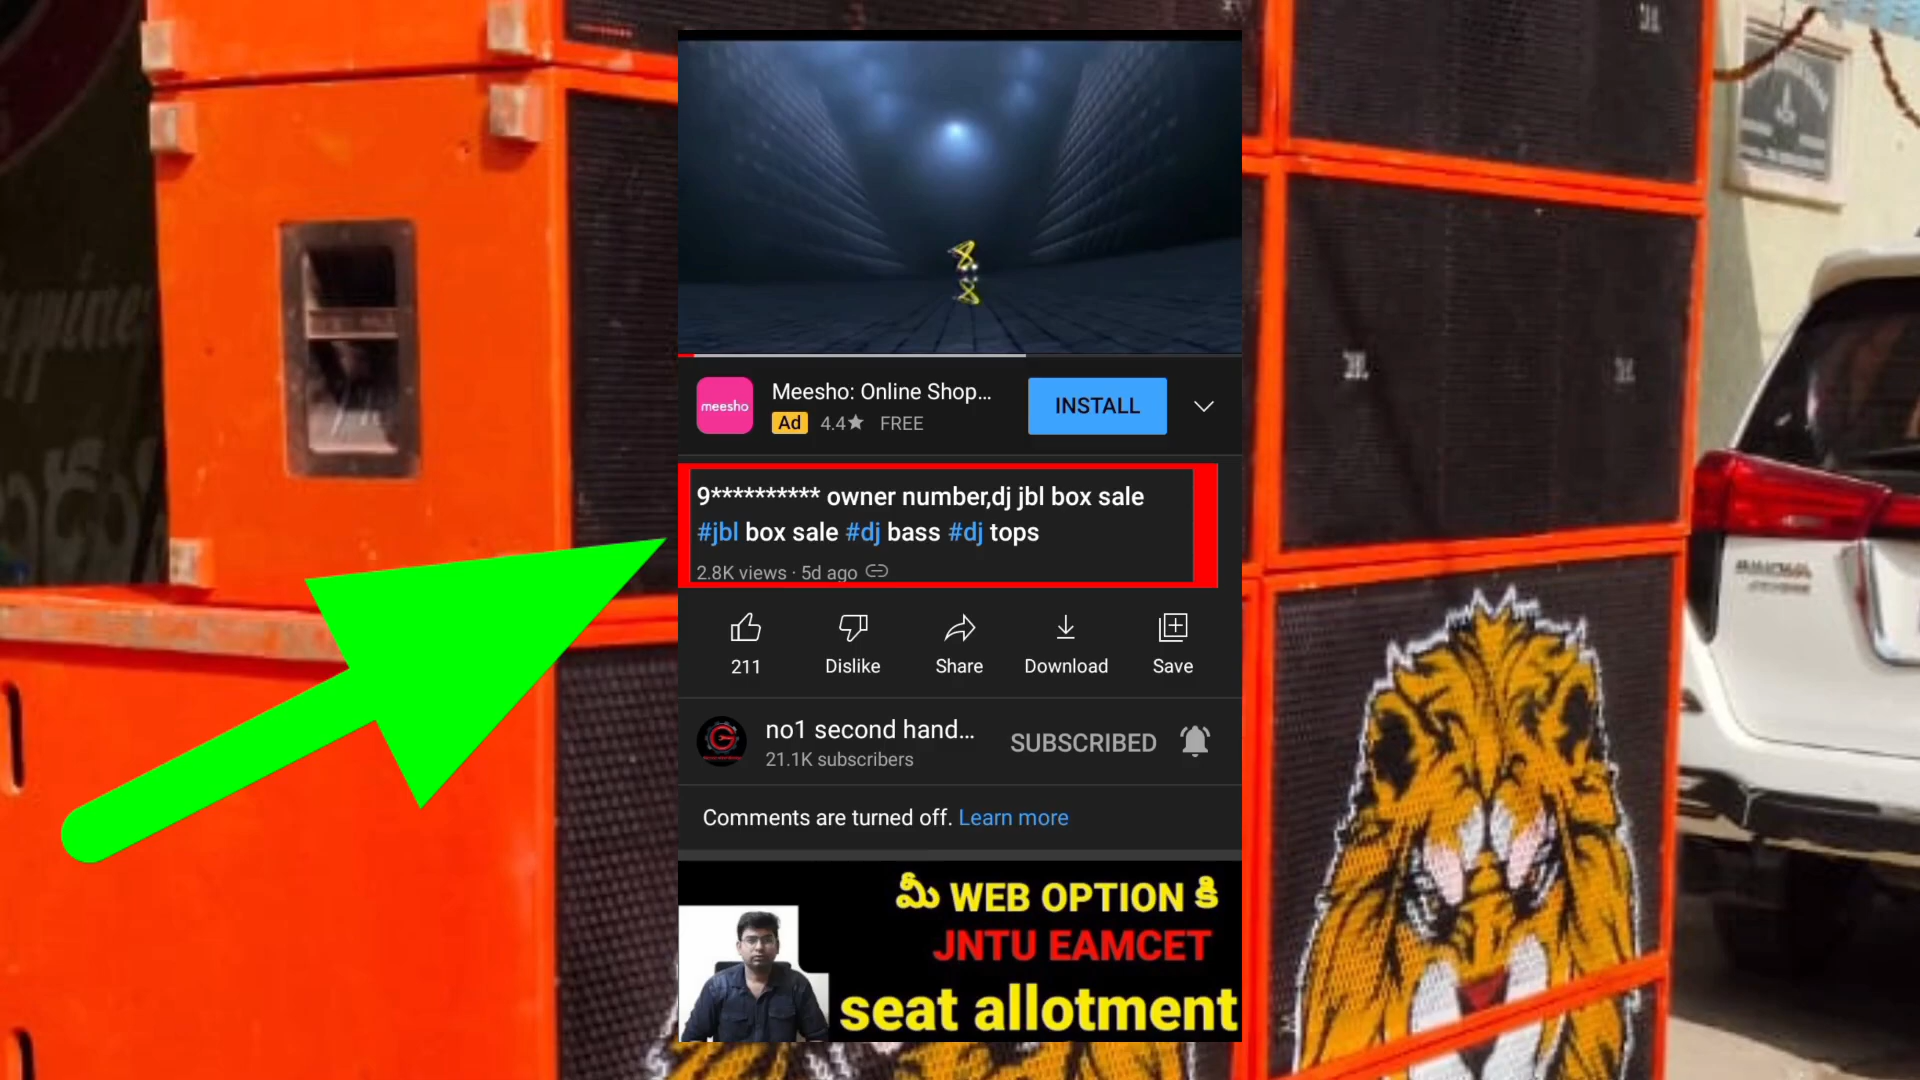 meesho
Meesho: Online Shop...
Ad 4.4★ FREE
INSTALL
9********** owner number,dj jbl box sale
#jbl box sale #dj bass #dj tops
2.8K views · 5d ago
211
Dislike
Share
Download
Save
no1 second hand...
21.1K subscribers
SUBSCRIBED
Comments are turned off. Learn more
మీ WEB OPTION కి
JNTU EAMCET
seat allotment